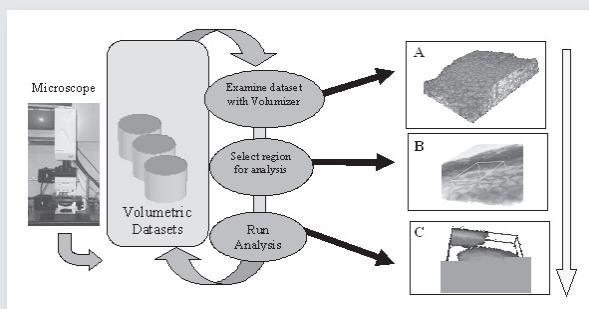 Microscope
Volumetric
Datasets
Examine dataset
with Volumizer
Select region
for analysis
Run
Analysis
A
B
C